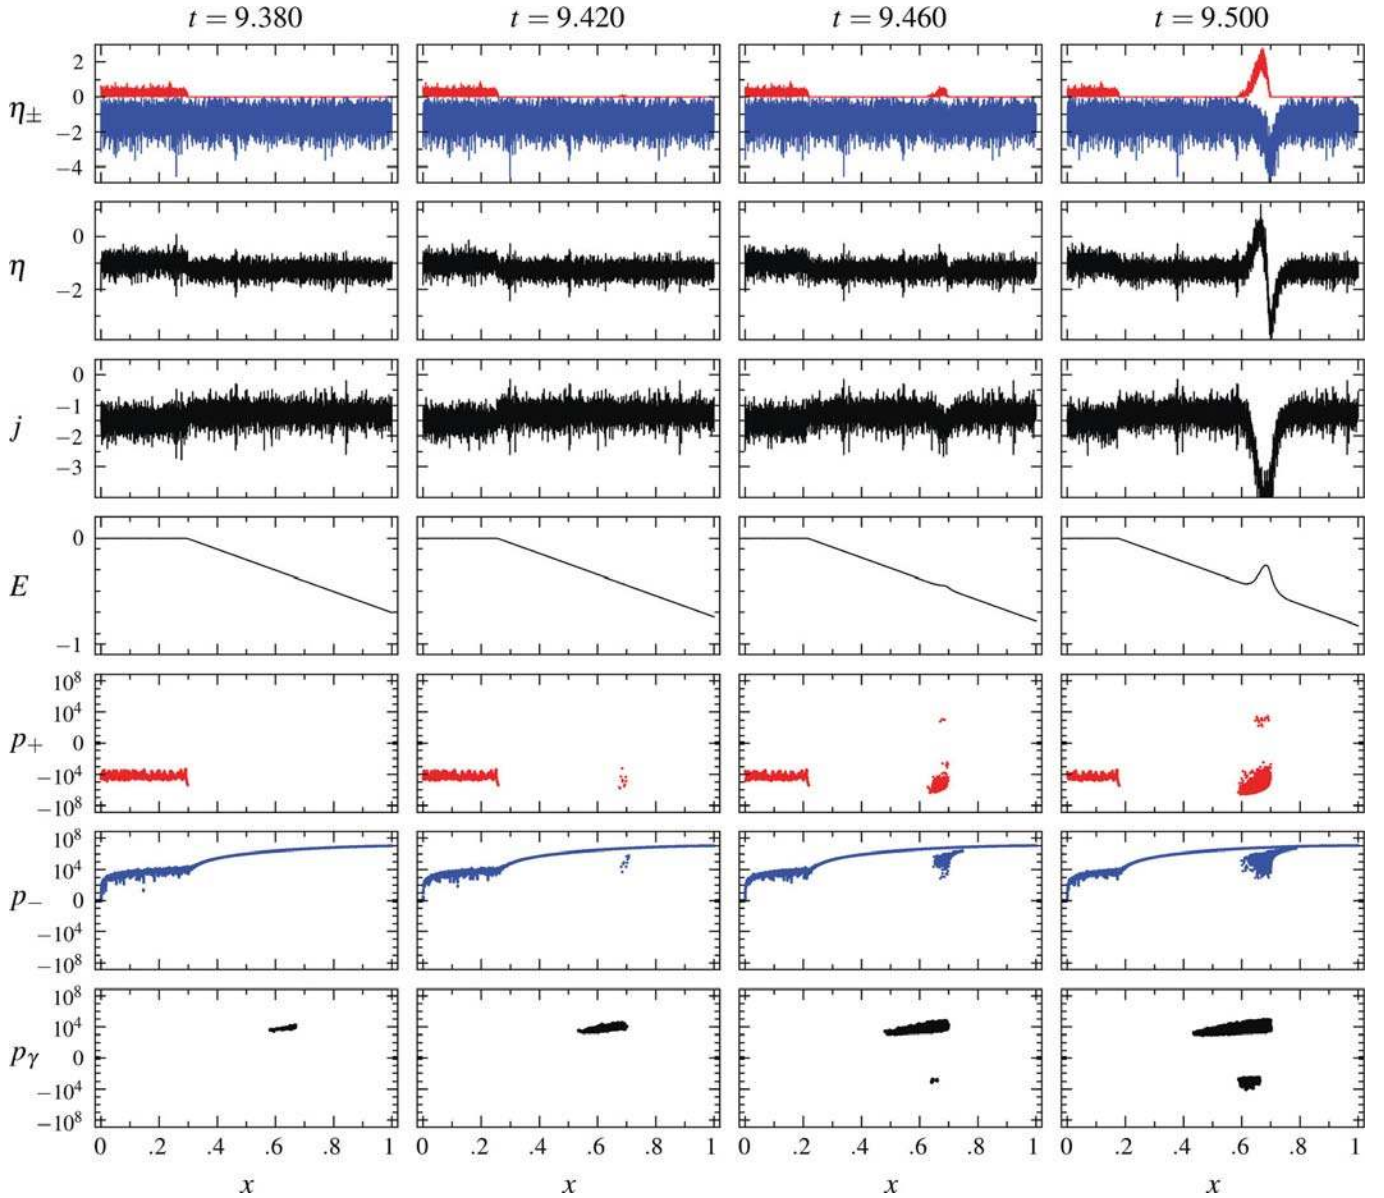 t = 9.380 t = 9.420 t = 9.460 t = 9.500
η±
2
0
−2
−4
η
0
−2
j
0
−1
−2
−3
E
0
−1
p+
10⁸
10⁴
0
−10⁴
−10⁸
p−
10⁸
10⁴
0
−10⁴
−10⁸
pγ
10⁸
10⁴
0
−10⁴
−10⁸
0 .2 .4 .6 .8 1 0 .2 .4 .6 .8 1 0 .2 .4 .6 .8 1 0 .2 .4 .6 .8 1
x x x x